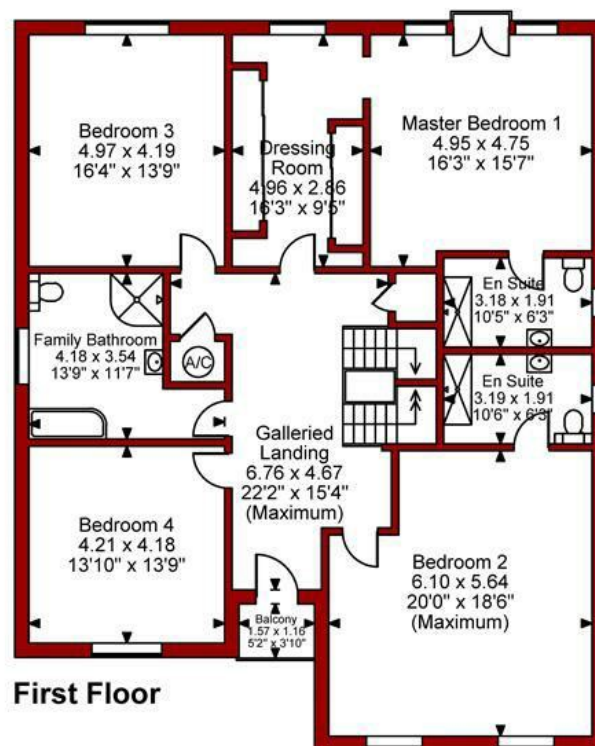 Bedroom 3
4.97 x 4.19
16'4" x 13'9"
Dressing
Room
4.96 x 2.86
16'3" x 9'5"
Master Bedroom 1
4.95 x 4.75
16'3" x 15'7"
En Suite
3.18 x 1.91
10'5" x 6'3"
Family Bathroom
4.18 x 3.54
13'9" x 11'7"
A/C
En Suite
3.19 x 1.91
10'6" x 6'3"
Galleried
Landing
6.76 x 4.67
22'2" x 15'4"
(Maximum)
Bedroom 4
4.21 x 4.18
13'10" x 13'9"
Bedroom 2
6.10 x 5.64
20'0" x 18'6"
(Maximum)
Balcony
1.57 x 1.16
5'2" x 3'10"
First Floor